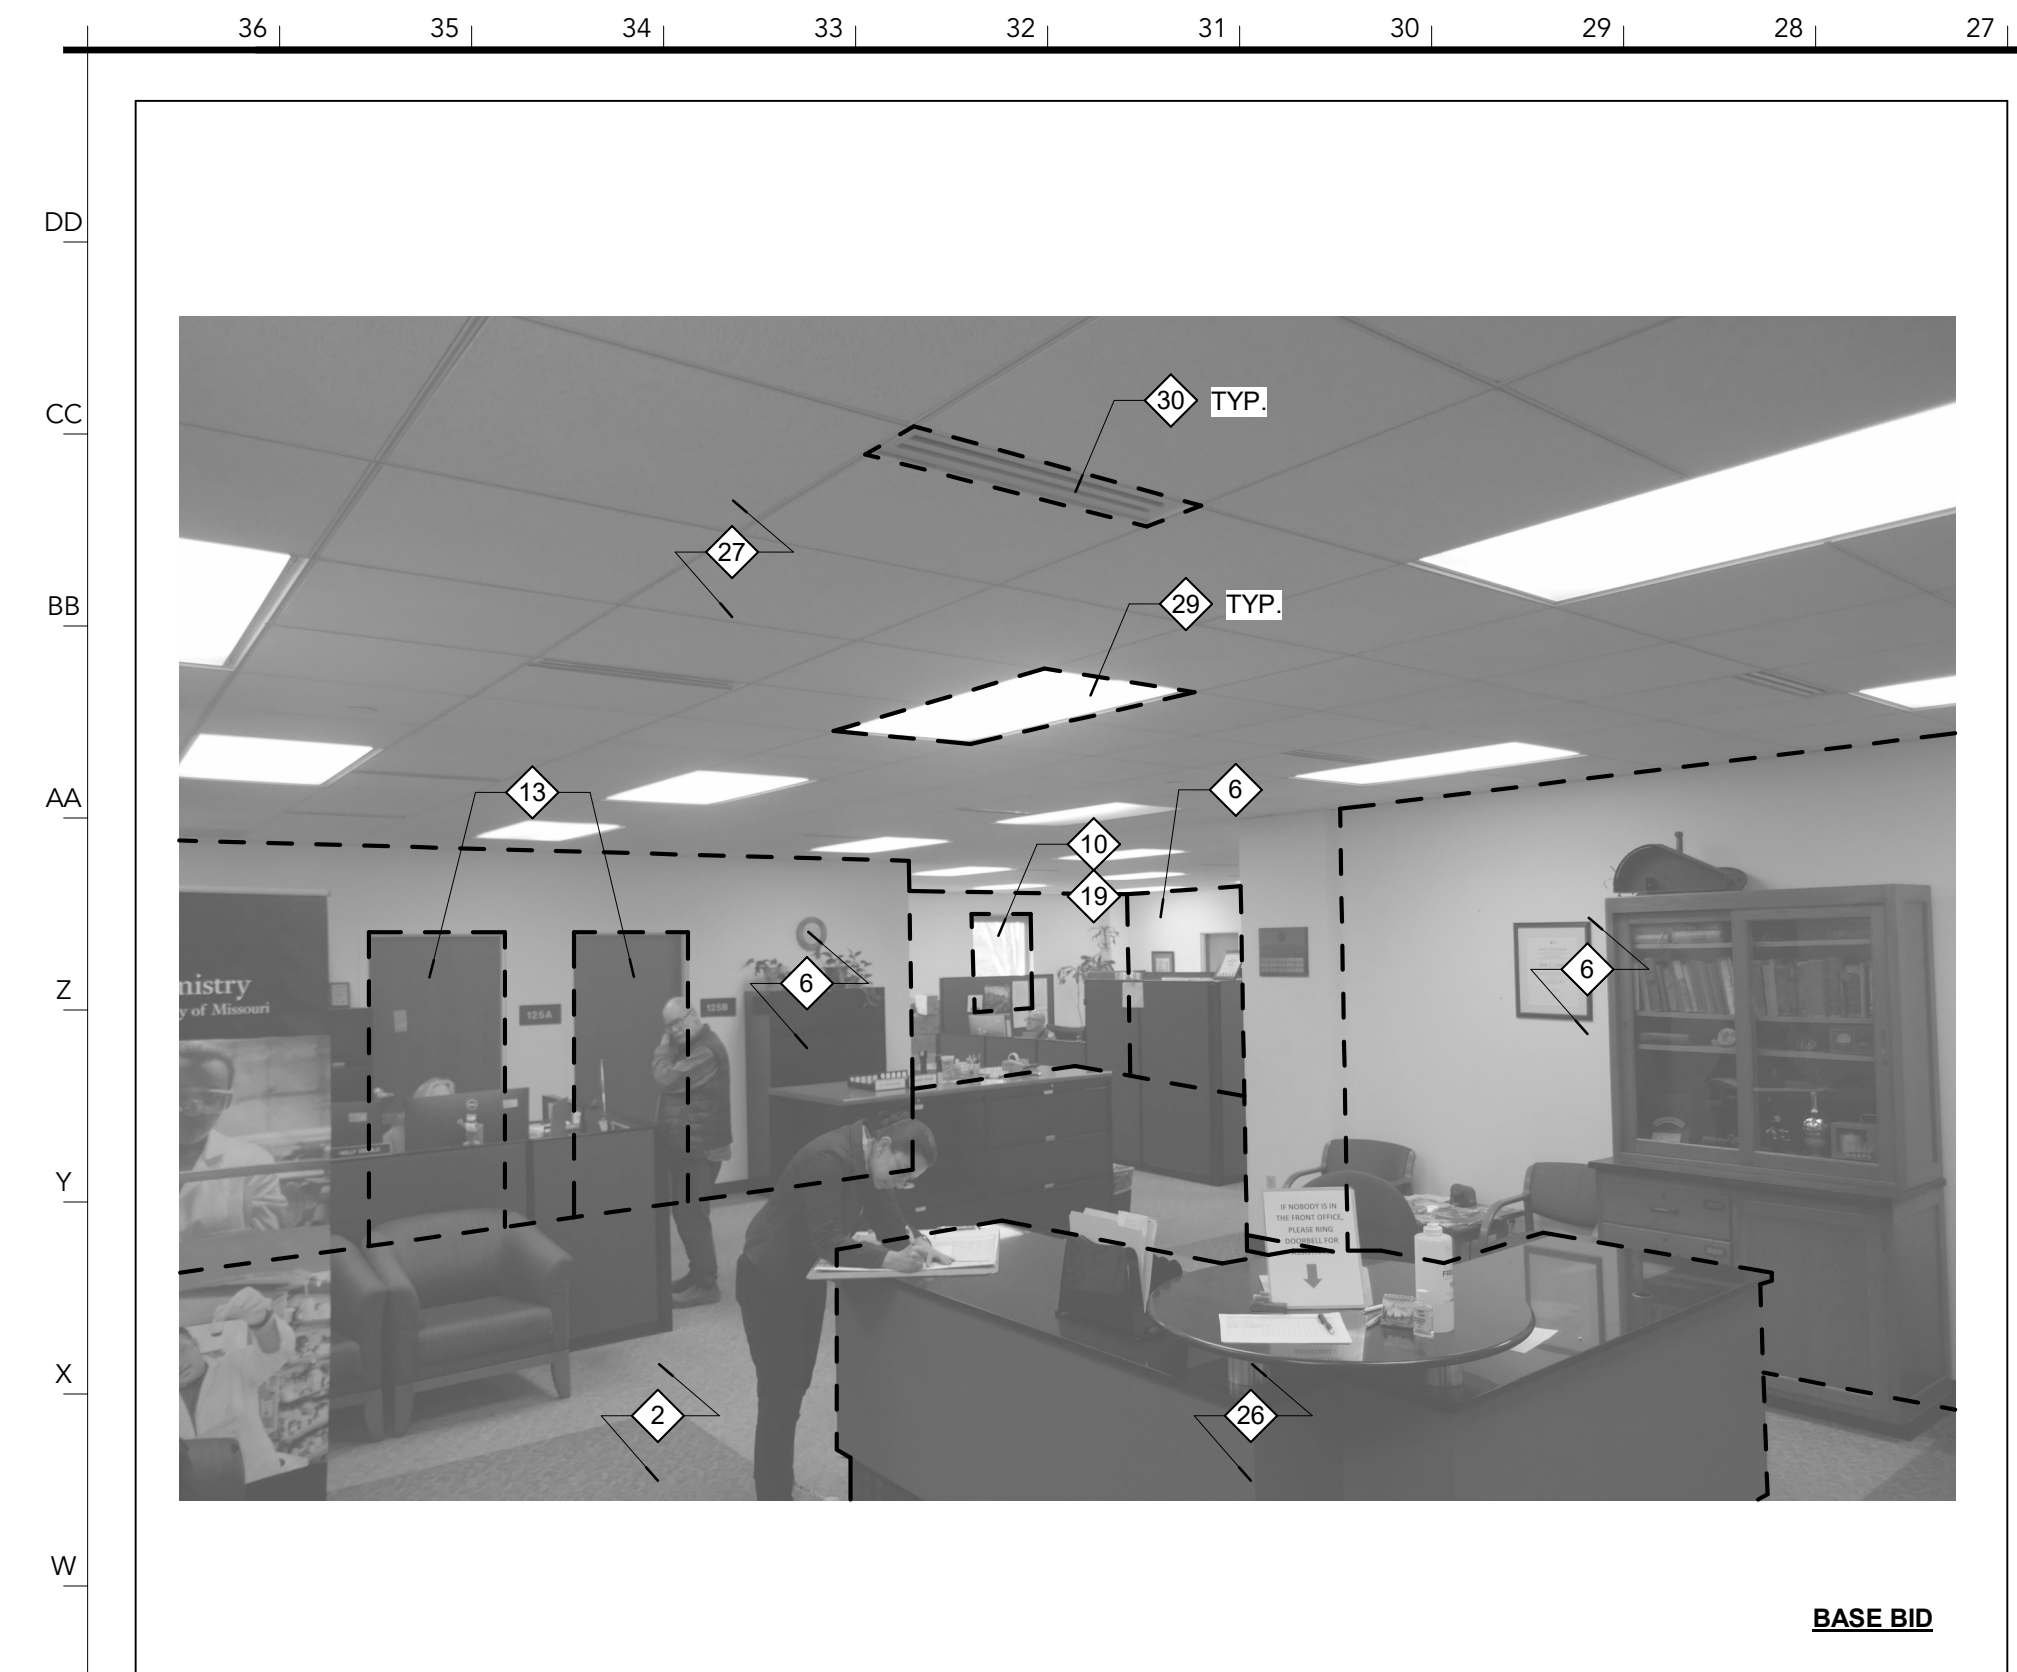 36 35 34 33 32 31 30 29 28 27
DD
CC
BB
AA
Z
Y
X
W
30 TYP.
27
29 TYP.
13
6
10
19
6
6
nistry
y of Missouri
125A
125B
IF NOBODY IS IN
THE FRONT OFFICE,
PLEASE RING
DOORBELL FOR
2
26
BASE BID